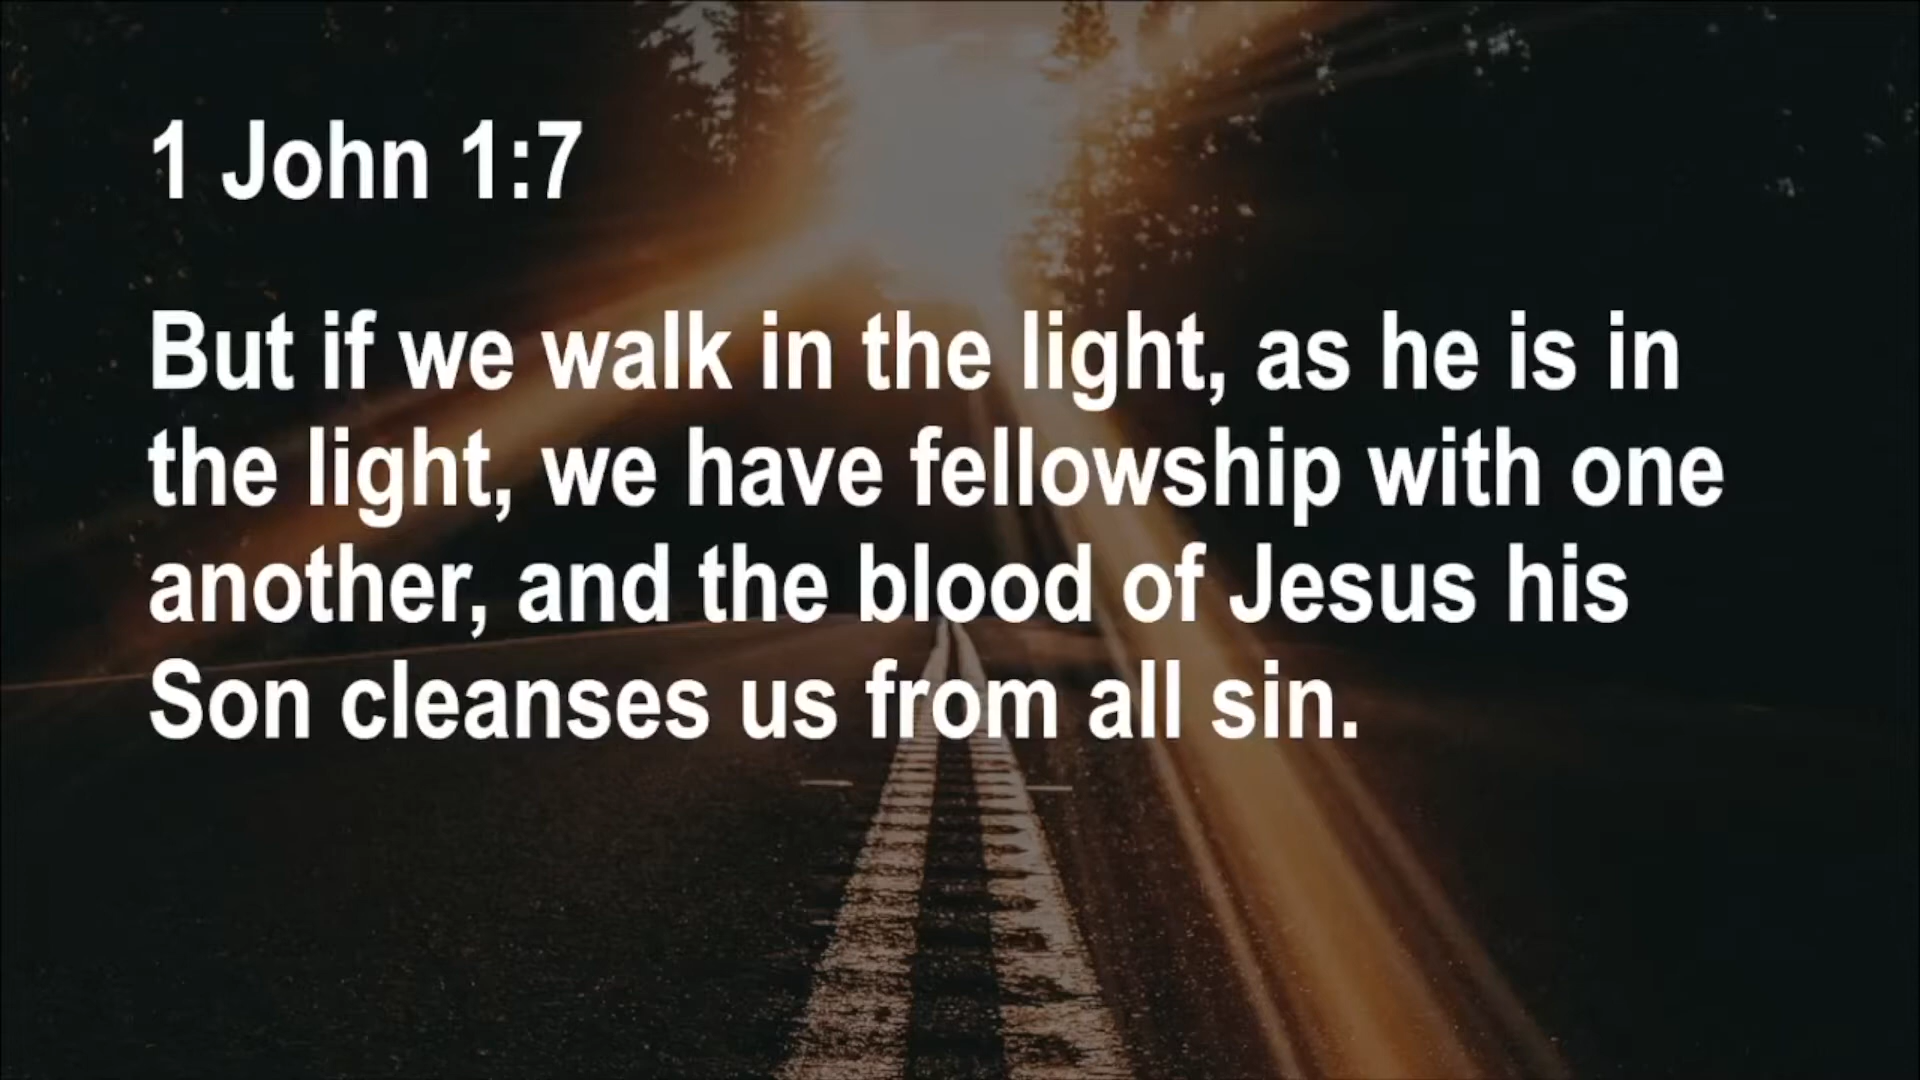 1 John 1:7
But if we walk in the light, as he is in
the light, we have fellowship with one
another, and the blood of Jesus his
Son cleanses us from all sin.